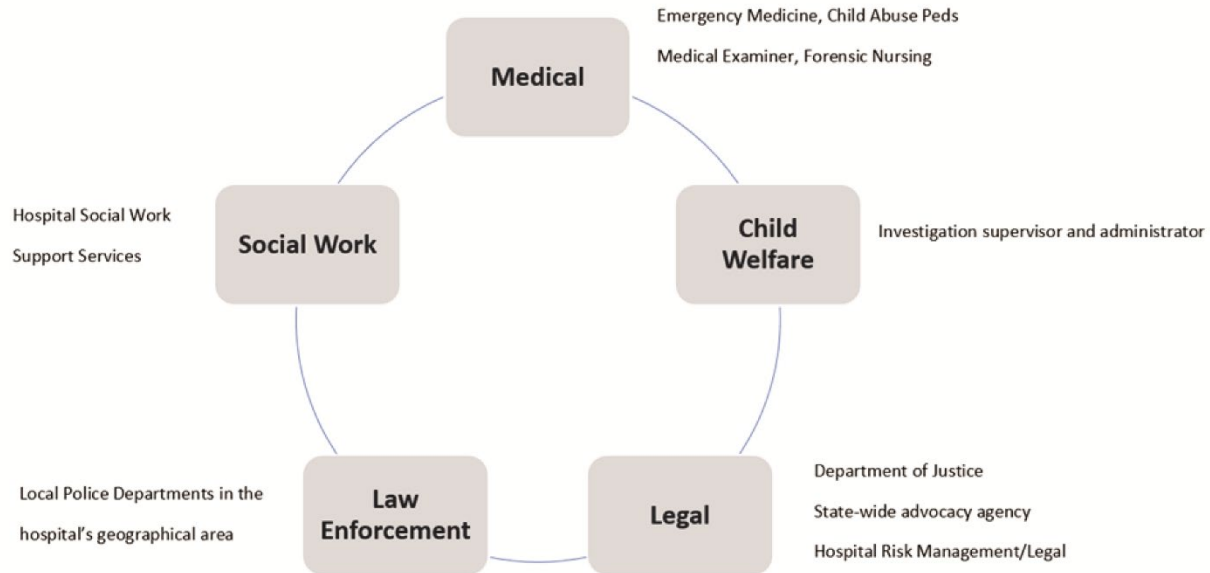 Emergency Medicine, Child Abuse Peds
Medical Examiner, Forensic Nursing
Medical
Hospital Social Work
Support Services
Social Work
Child
Welfare
Investigation supervisor and administrator
Local Police Departments in the
hospital's geographical area
Law
Enforcement
Legal
Department of Justice
State-wide advocacy agency
Hospital Risk Management/Legal